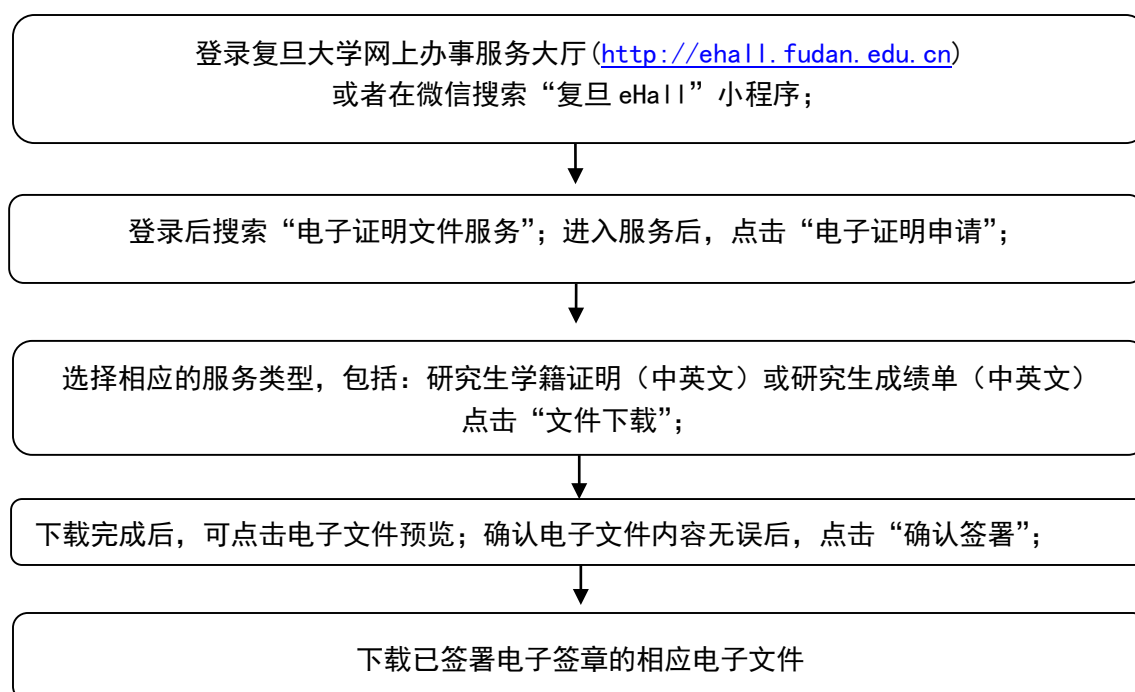 登录复旦大学网上办事服务大厅(http://ehall.fudan.edu.cn)
或者在微信搜索“复旦 eHall”小程序；
登录后搜索“电子证明文件服务”；进入服务后，点击“电子证明申请”；
选择相应的服务类型，包括：研究生学籍证明（中英文）或研究生成绩单（中英文）
点击“文件下载”；
下载完成后，可点击电子文件预览；确认电子文件内容无误后，点击“确认签署”；
下载已签署电子签章的相应电子文件